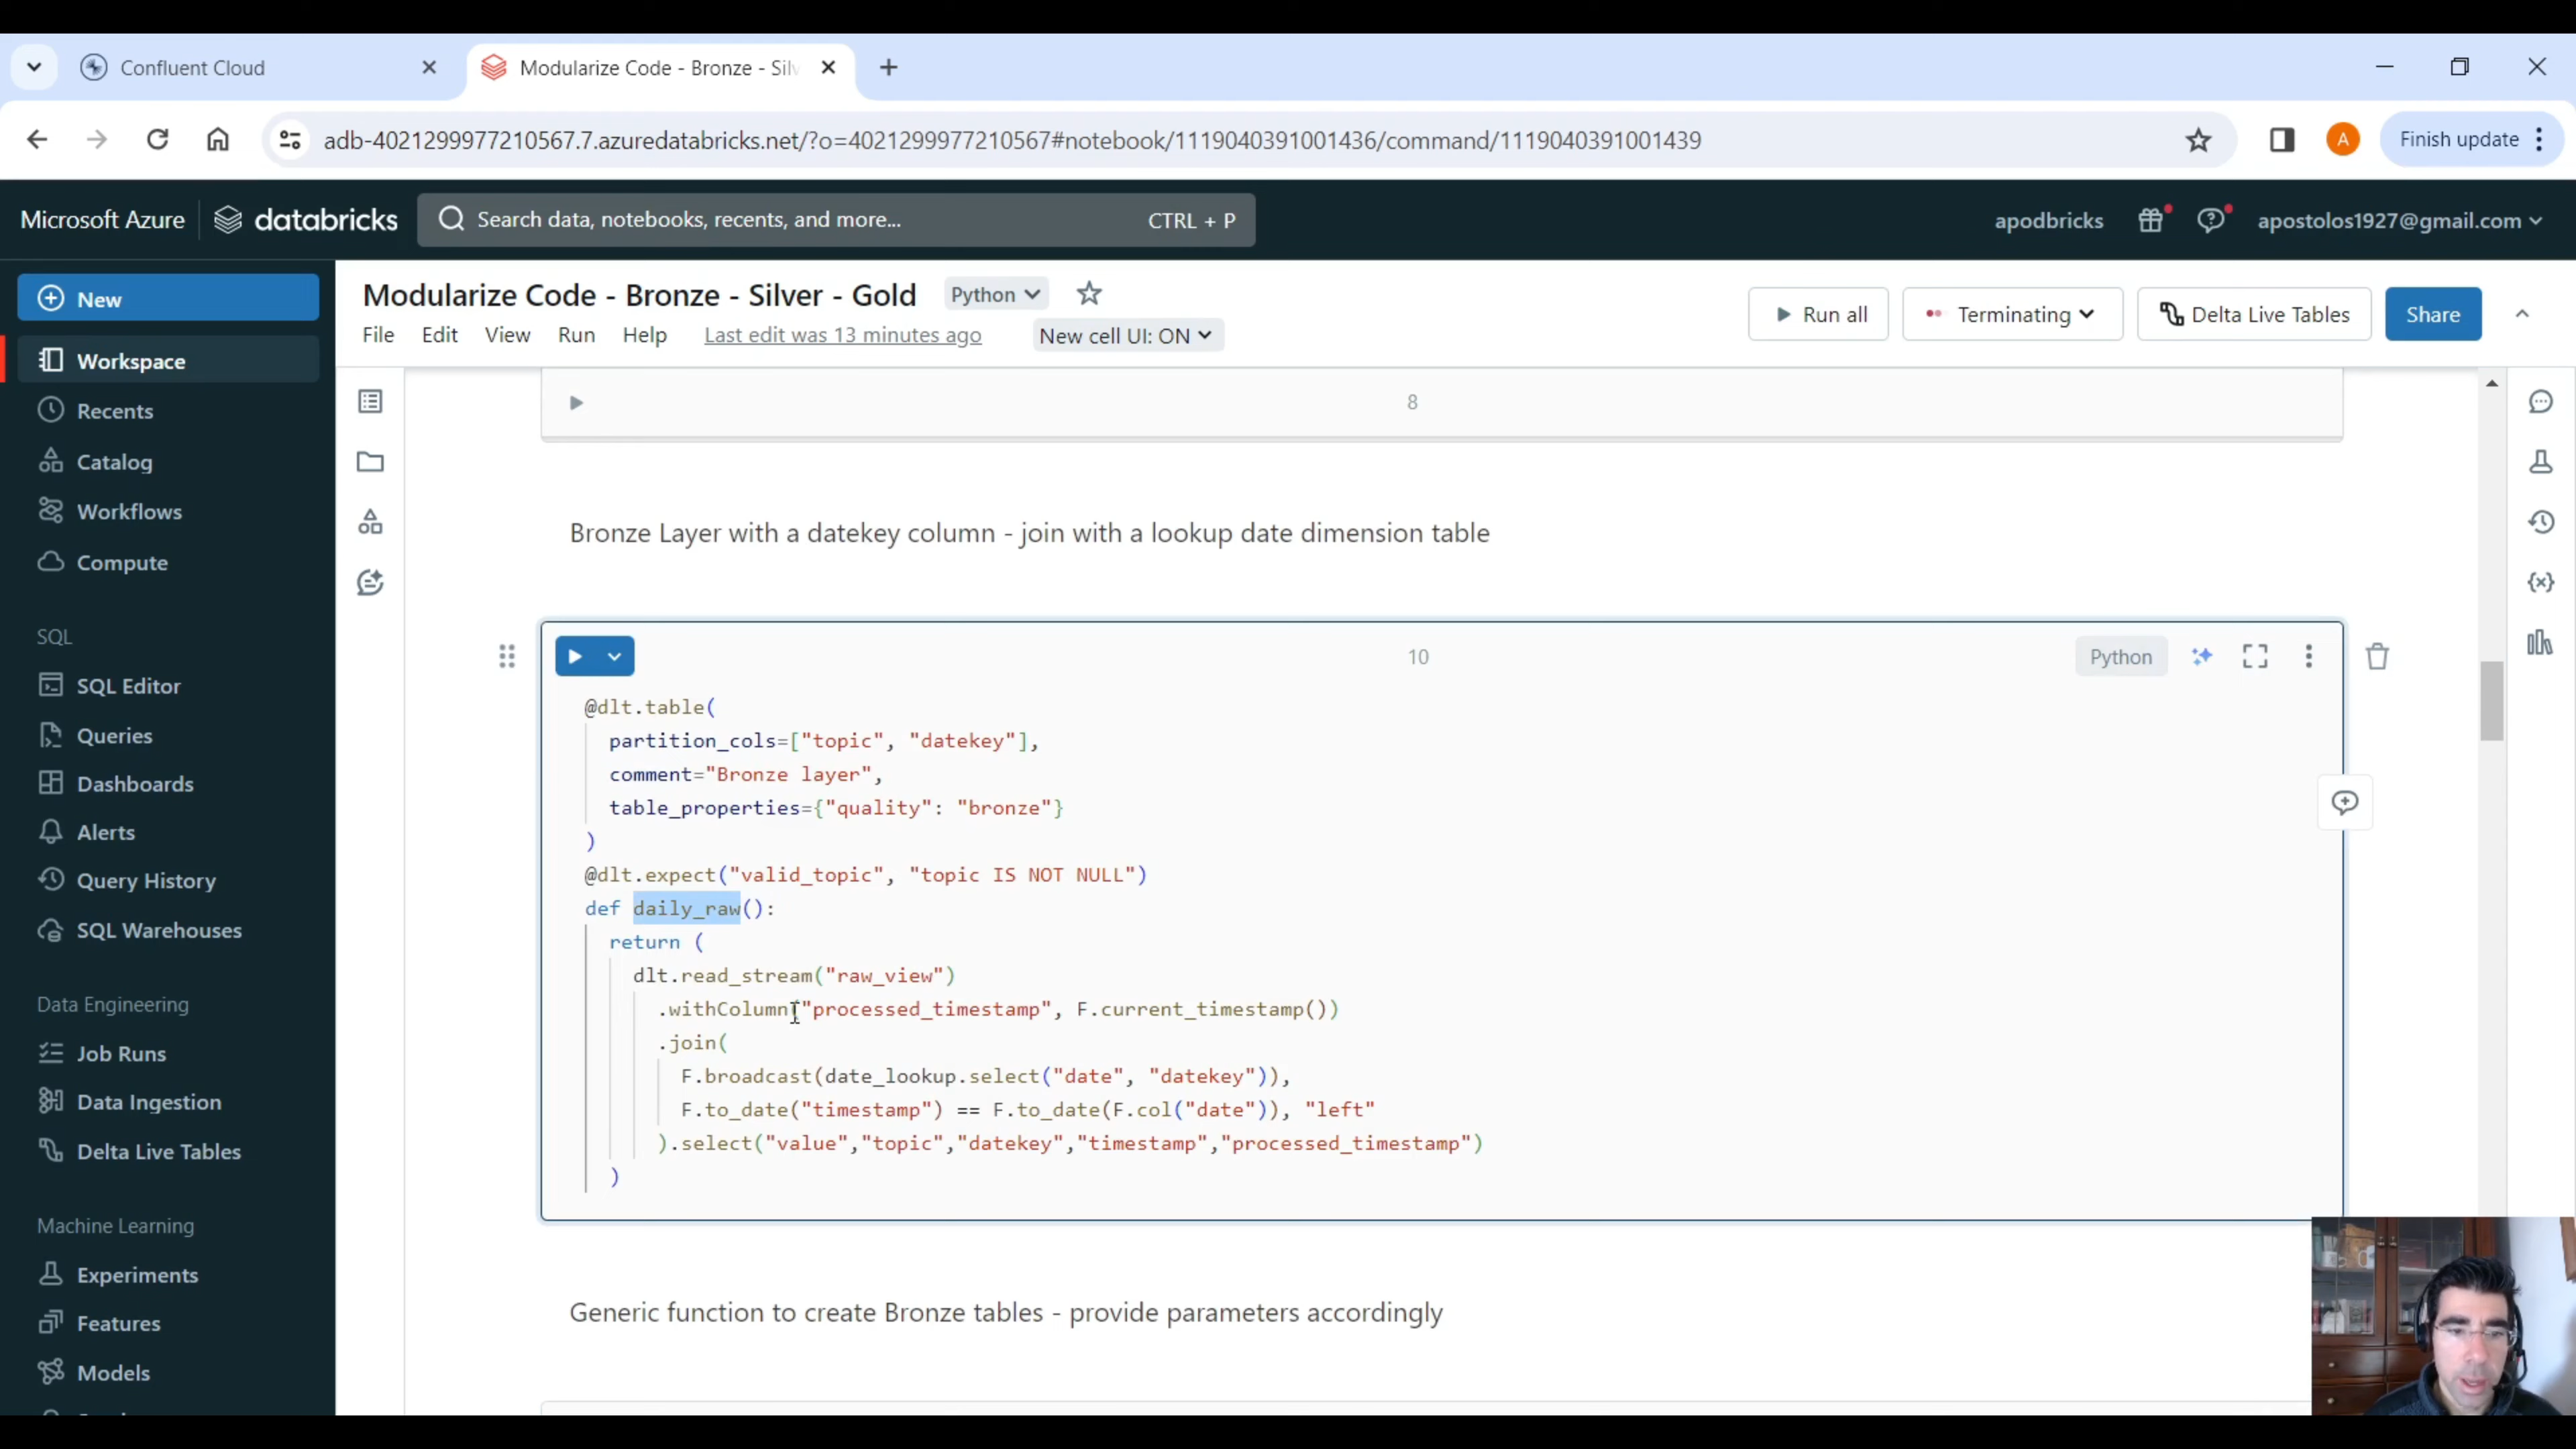 Confluent Cloud
Modularize Code - Bronze - Silv
adb-4021299977210567.7.azuredatabricks.net/?o=4021299977210567#notebook/1119040391001436/command/1119040391001439
A
Finish update
Microsoft Azure
databricks
Search data, notebooks, recents, and more...
CTRL + P
apodbricks
apostolos1927@gmail.com
New
Workspace
Recents
Catalog
Workflows
Compute
SQL
SQL Editor
Queries
Dashboards
Alerts
Query History
SQL Warehouses
Data Engineering
Job Runs
Data Ingestion
Delta Live Tables
Machine Learning
Experiments
Features
Models
Modularize Code - Bronze - Silver - Gold
Python
File Edit View Run Help Last edit was 13 minutes ago New cell UI: ON
Run all
Terminating
Delta Live Tables
Share
8
Bronze Layer with a datekey column - join with a lookup date dimension table
10
Python
@dlt.table(
partition_cols=["topic", "datekey"],
comment="Bronze layer",
table_properties={"quality": "bronze"}
)
@dlt.expect("valid_topic", "topic IS NOT NULL")
def daily_raw():
return (
dlt.read_stream("raw_view")
.withColumn("processed_timestamp", F.current_timestamp())
.join(
F.broadcast(date_lookup.select("date", "datekey")),
F.to_date("timestamp") == F.to_date(F.col("date")), "left"
).select("value","topic","datekey","timestamp","processed_timestamp")
)
Generic function to create Bronze tables - provide parameters accordingly